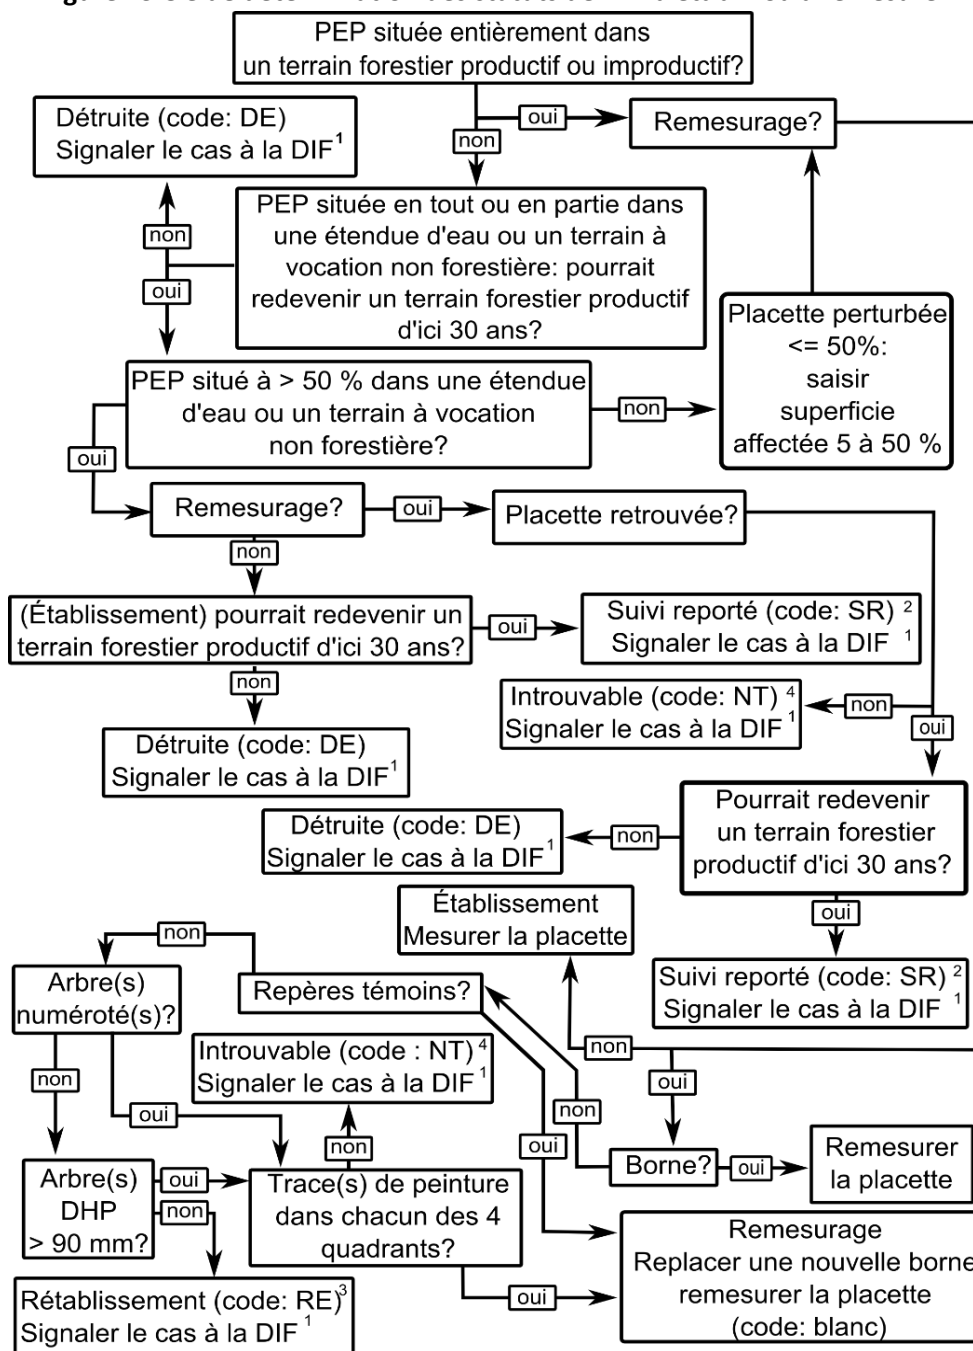 PEP située entièrement dans
un terrain forestier productif ou improductif?
oui
Remesurage?
non
Détruite (code: DE)
Signaler le cas à la DIF 1
non
oui
PEP située en tout ou en partie dans
une étendue d'eau ou un terrain à
vocation non forestière: pourrait
redevenir un terrain forestier productif
d'ici 30 ans?
Placette perturbée
<= 50%:
saisir
superficie
affectée 5 à 50 %
PEP situé à > 50 % dans une étendue
d'eau ou un terrain à vocation
non forestière?
non
oui
Remesurage?
oui
Placette retrouvée?
non
(Établissement) pourrait redevenir un
terrain forestier productif d'ici 30 ans?
oui
Suivi reporté (code: SR) 2
Signaler le cas à la DIF 1
non
Introuvable (code: NT) 4
Signaler le cas à la DIF 1
non
oui
Détruite (code: DE)
Signaler le cas à la DIF 1
Pourrait redevenir
un terrain forestier
productif d'ici 30 ans?
non
Détruite (code: DE)
Signaler le cas à la DIF 1
oui
Suivi reporté (code: SR) 2
Signaler le cas à la DIF 1
Établissement
Mesurer la placette
non
Arbre(s)
numéroté(s)?
Repères témoins?
Introuvable (code : NT) 4
Signaler le cas à la DIF 1
non
oui
non
oui
non
non
oui
Borne?
oui
Remesurer
la placette
Arbre(s)
DHP
> 90 mm?
oui
non
Trace(s) de peinture
dans chacun des 4
quadrants?
Remesurage
Replacer une nouvelle borne
remesurer la placette
(code: blanc)
oui
Rétablissement (code: RE) 3
Signaler le cas à la DIF 1